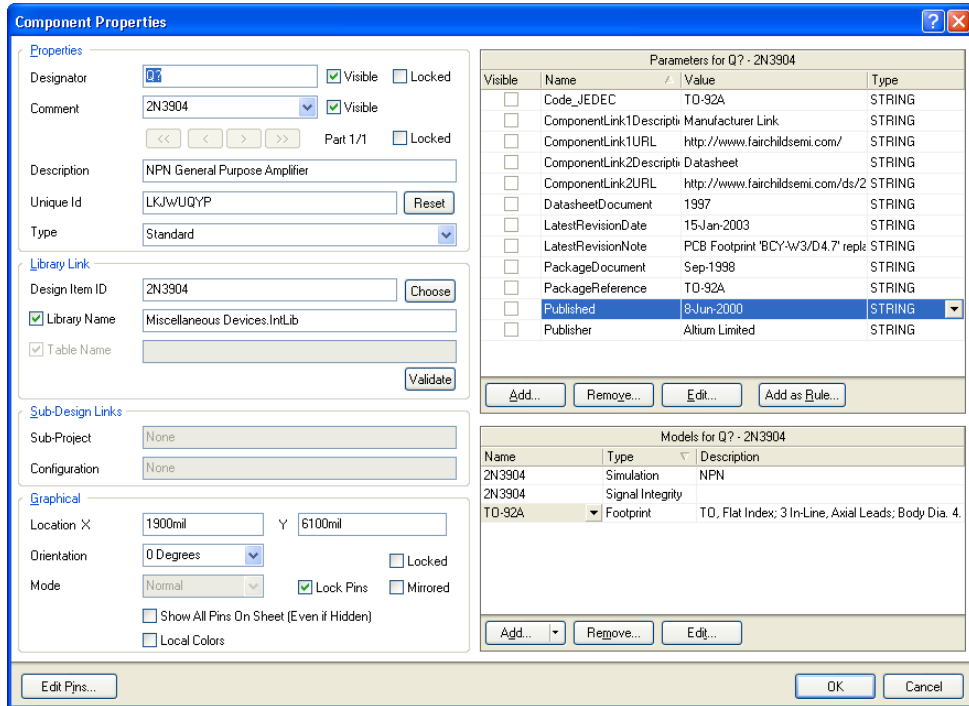 Component Properties
Properties
Designator Q? Visible Locked
Comment 2N3904 Visible
<< < > >> Part 1/1 Locked
Description NPN General Purpose Amplifier
Unique Id LKJWUQYP Reset
Type Standard
Library Link
Design Item ID 2N3904 Choose
Library Name Miscellaneous Devices.IntLib
Table Name
Validate
Sub-Design Links
Sub-Project None
Configuration None
Graphical
Location X 1900mil Y 6100mil
Orientation 0 Degrees Locked
Mode Normal Lock Pins Mirrored
Show All Pins On Sheet (Even if Hidden)
Local Colors
Parameters for Q? - 2N3904
Visible Name Value Type
Code_JEDEC TO-92A STRING
ComponentLink1Descripti Manufacturer Link STRING
ComponentLink1URL http://www.fairchildsemi.com/ STRING
ComponentLink2Descripti Datasheet STRING
ComponentLink2URL http://www.fairchildsemi.com/ds/2 STRING
DatasheetDocument 1997 STRING
LatestRevisionDate 15-Jan-2003 STRING
LatestRevisionNote PCB Footprint 'BCY-W3/D4.7' repla STRING
PackageDocument Sep-1998 STRING
PackageReference TO-92A STRING
Published 8-Jun-2000 STRING
Publisher Altium Limited STRING
Add... Remove... Edit... Add as Rule...
Models for Q? - 2N3904
Name Type Description
2N3904 Simulation NPN
2N3904 Signal Integrity
TO-92A Footprint TO, Flat Index; 3 In-Line, Axial Leads; Body Dia. 4.
Add... Remove... Edit...
Edit Pins... OK Cancel